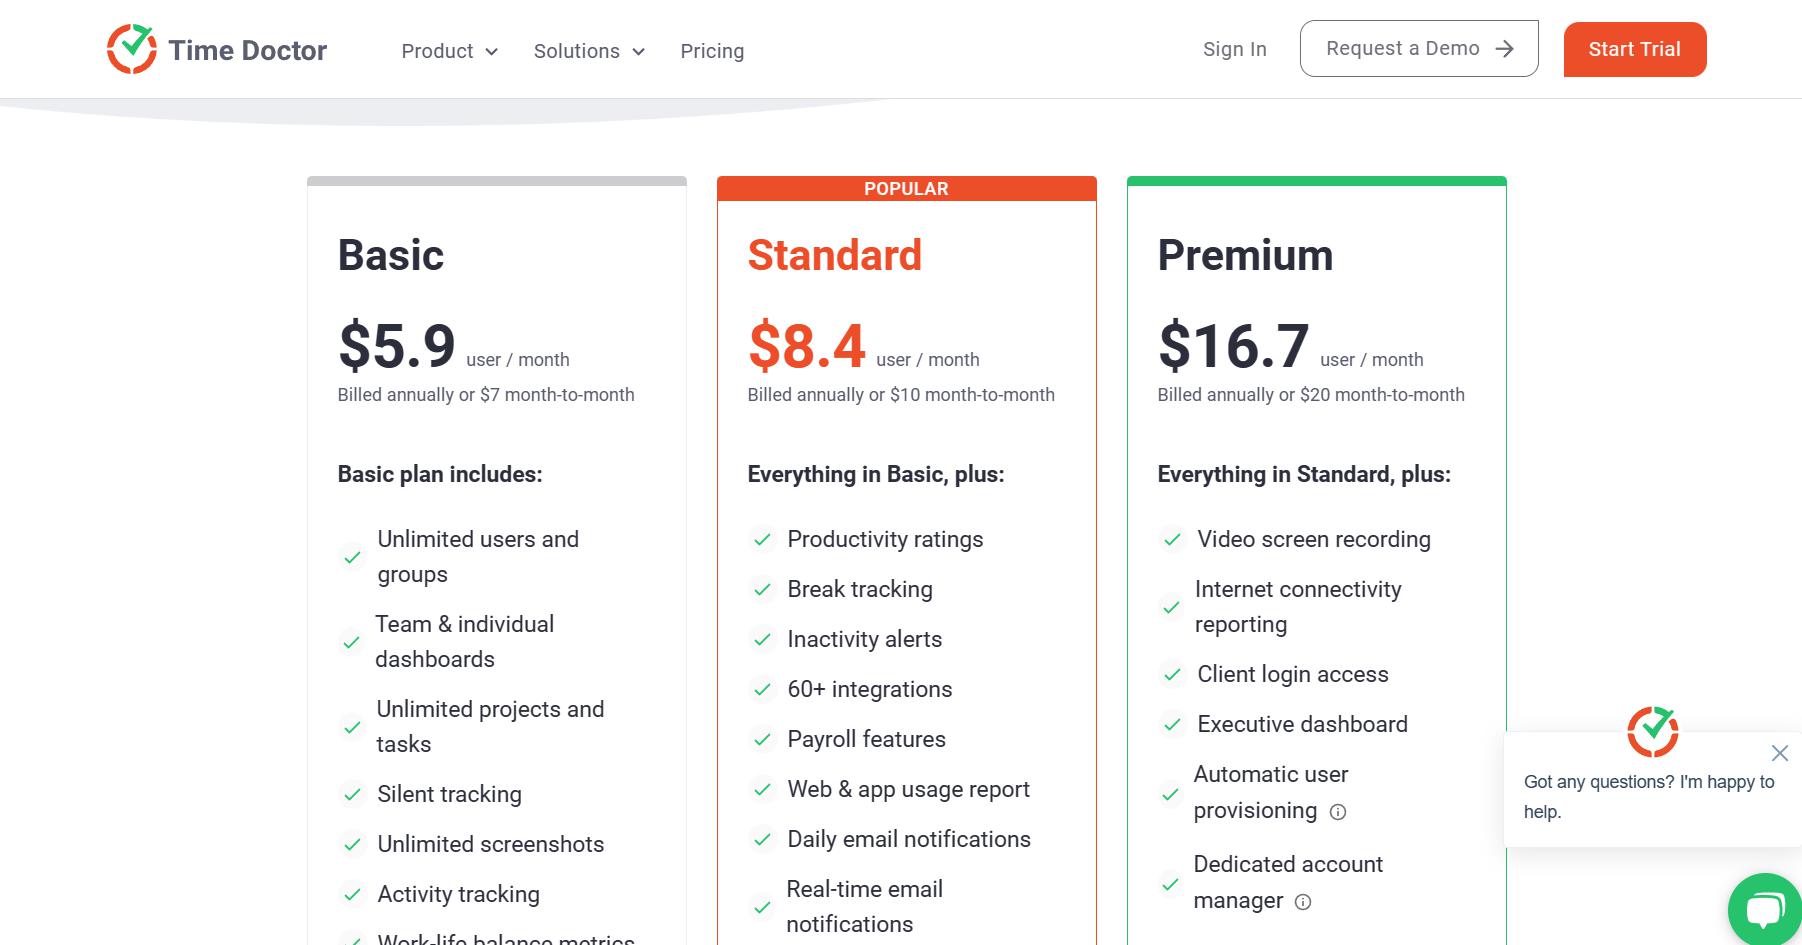 Time Doctor
Product
Solutions
Pricing
Sign In
Request a Demo
Start Trial
Basic
$5.9 user / month
Billed annually or $7 month-to-month
Basic plan includes:
Unlimited users and
groups
Team & individual
dashboards
Unlimited projects and
tasks
Silent tracking
Unlimited screenshots
Activity tracking
Work-life balance metrics
POPULAR
Standard
$8.4 user / month
Billed annually or $10 month-to-month
Everything in Basic, plus:
Productivity ratings
Break tracking
Inactivity alerts
60+ integrations
Payroll features
Web & app usage report
Daily email notifications
Real-time email
notifications
Premium
$16.7 user / month
Billed annually or $20 month-to-month
Everything in Standard, plus:
Video screen recording
Internet connectivity
reporting
Client login access
Executive dashboard
Automatic user
provisioning
Dedicated account
manager
Got any questions? I'm happy to
help.